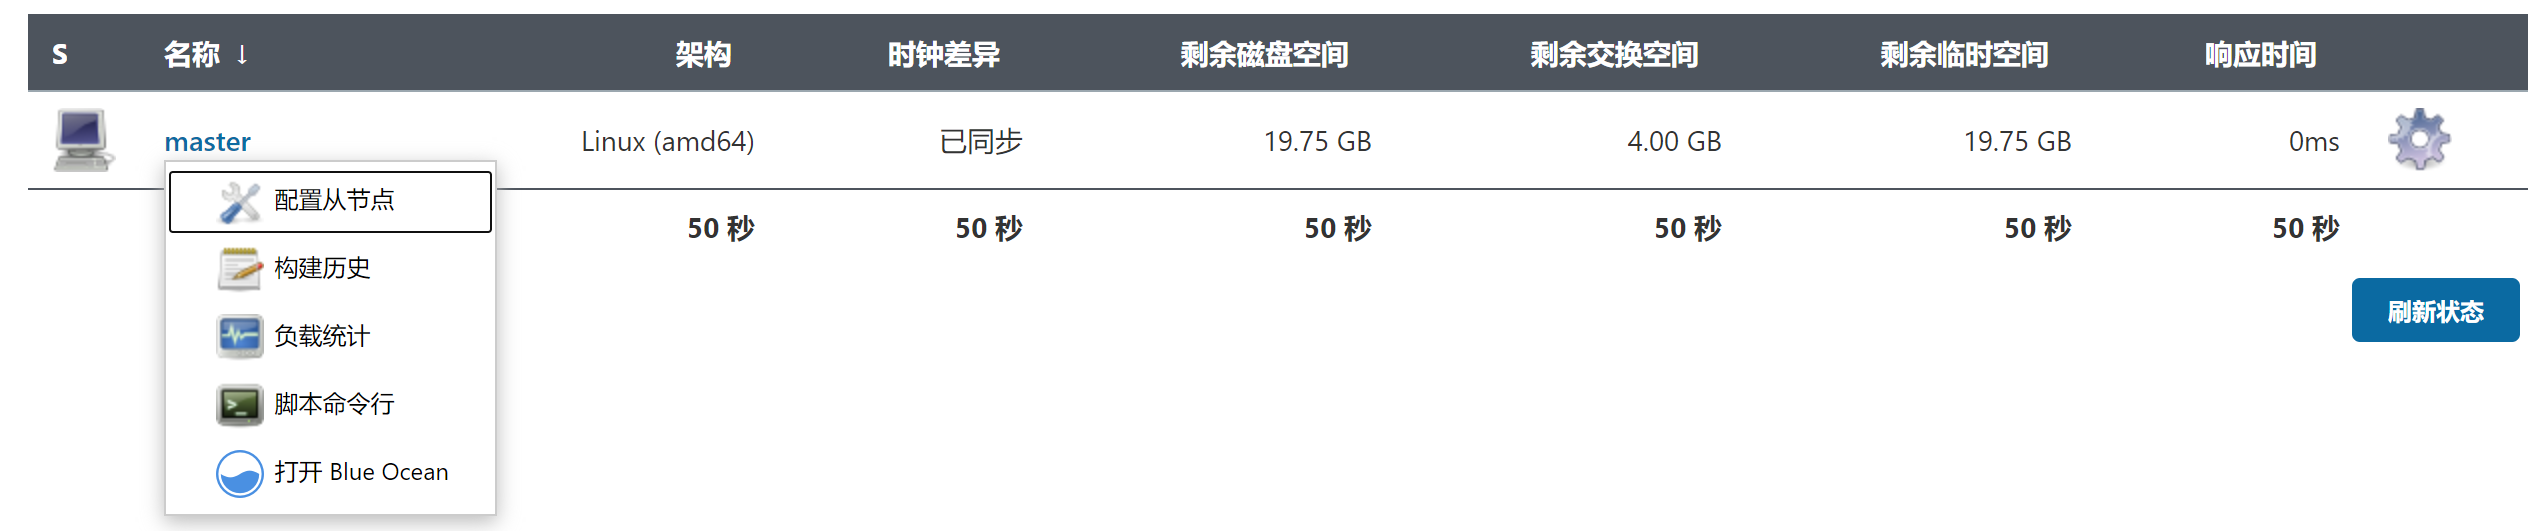 S 名称 ↓ 架构 时钟差异 剩余磁盘空间 剩余交换空间 剩余临时空间 响应时间
master Linux (amd64) 已同步 19.75 GB 4.00 GB 19.75 GB 0ms
配置从节点
50 秒 50 秒 50 秒 50 秒 50 秒 50 秒
构建历史
刷新状态
负载统计
脚本命令行
打开 Blue Ocean